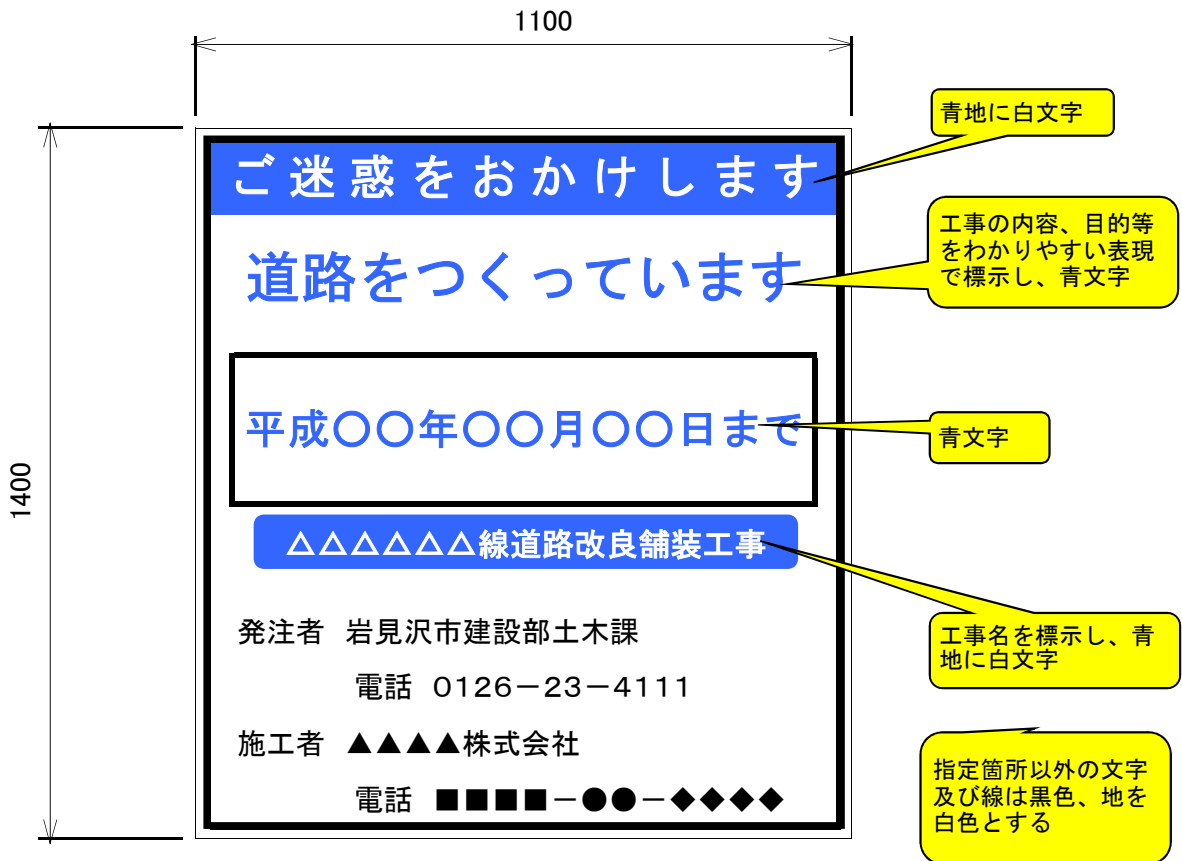 1100
1400
ご迷惑をおかけします
道路をつくっています
平成〇〇年〇〇月〇〇日まで
△△△△△△線道路改良舗装工事
発注者 岩見沢市建設部土木課
電話 0126－23－4111
施工者 ▲▲▲▲株式会社
電話 ■■■■－●●－◆◆◆◆
青地に白文字
工事の内容、目的等
をわかりやすい表現
で標示し、青文字
青文字
工事名を標示し、青
地に白文字
指定箇所以外の文字
及び線は黒色、地を
白色とする